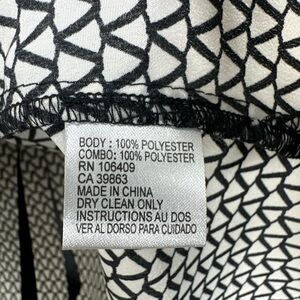 BODY : 100% POLYESTER
COMBO: 100% POLYESTER
RN 106409
CA 39863
MADE IN CHINA
DRY CLEAN ONLY
INSTRUCTIONS AU DOS
VER AL DORSO PARA CUIDADO